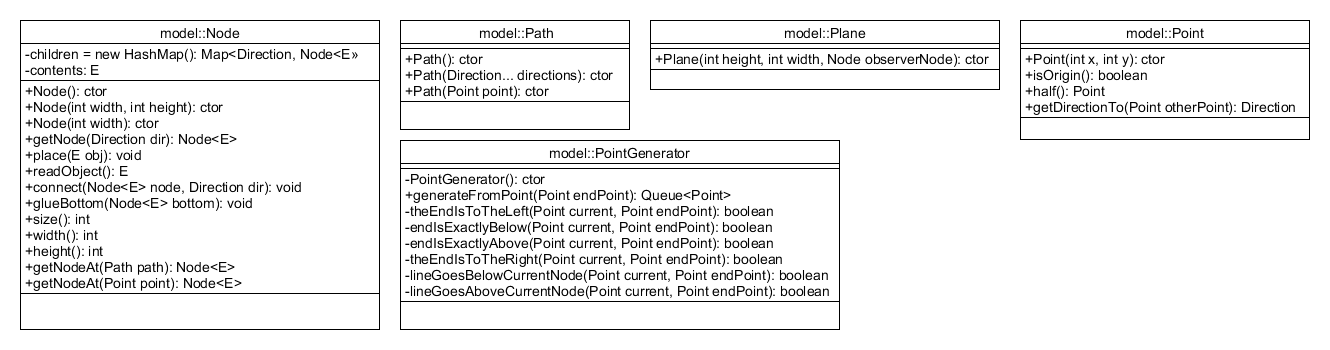 model::Node
-children = new HashMap(): Map<Direction, Node<E»
-contents: E
+Node(): ctor
+Node(int width, int height): ctor
+Node(int width): ctor
+getNode(Direction dir): Node<E>
+place(E obj): void
+readObject(): E
+connect(Node<E> node, Direction dir): void
+glueBottom(Node<E> bottom): void
+size(): int
+width(): int
+height(): int
+getNodeAt(Path path): Node<E>
+getNodeAt(Point point): Node<E>
model::Path
+Path(): ctor
+Path(Direction... directions): ctor
+Path(Point point): ctor
model::Plane
+Plane(int height, int width, Node observerNode): ctor
model::Point
+Point(int x, int y): ctor
+isOrigin(): boolean
+half(): Point
+getDirectionTo(Point otherPoint): Direction
model::PointGenerator
-PointGenerator(): ctor
+generateFromPoint(Point endPoint): Queue<Point>
-theEndIsToTheLeft(Point current, Point endPoint): boolean
-endIsExactlyBelow(Point current, Point endPoint): boolean
-endIsExactlyAbove(Point current, Point endPoint): boolean
-theEndIsToTheRight(Point current, Point endPoint): boolean
-lineGoesBelowCurrentNode(Point current, Point endPoint): boolean
-lineGoesAboveCurrentNode(Point current, Point endPoint): boolean